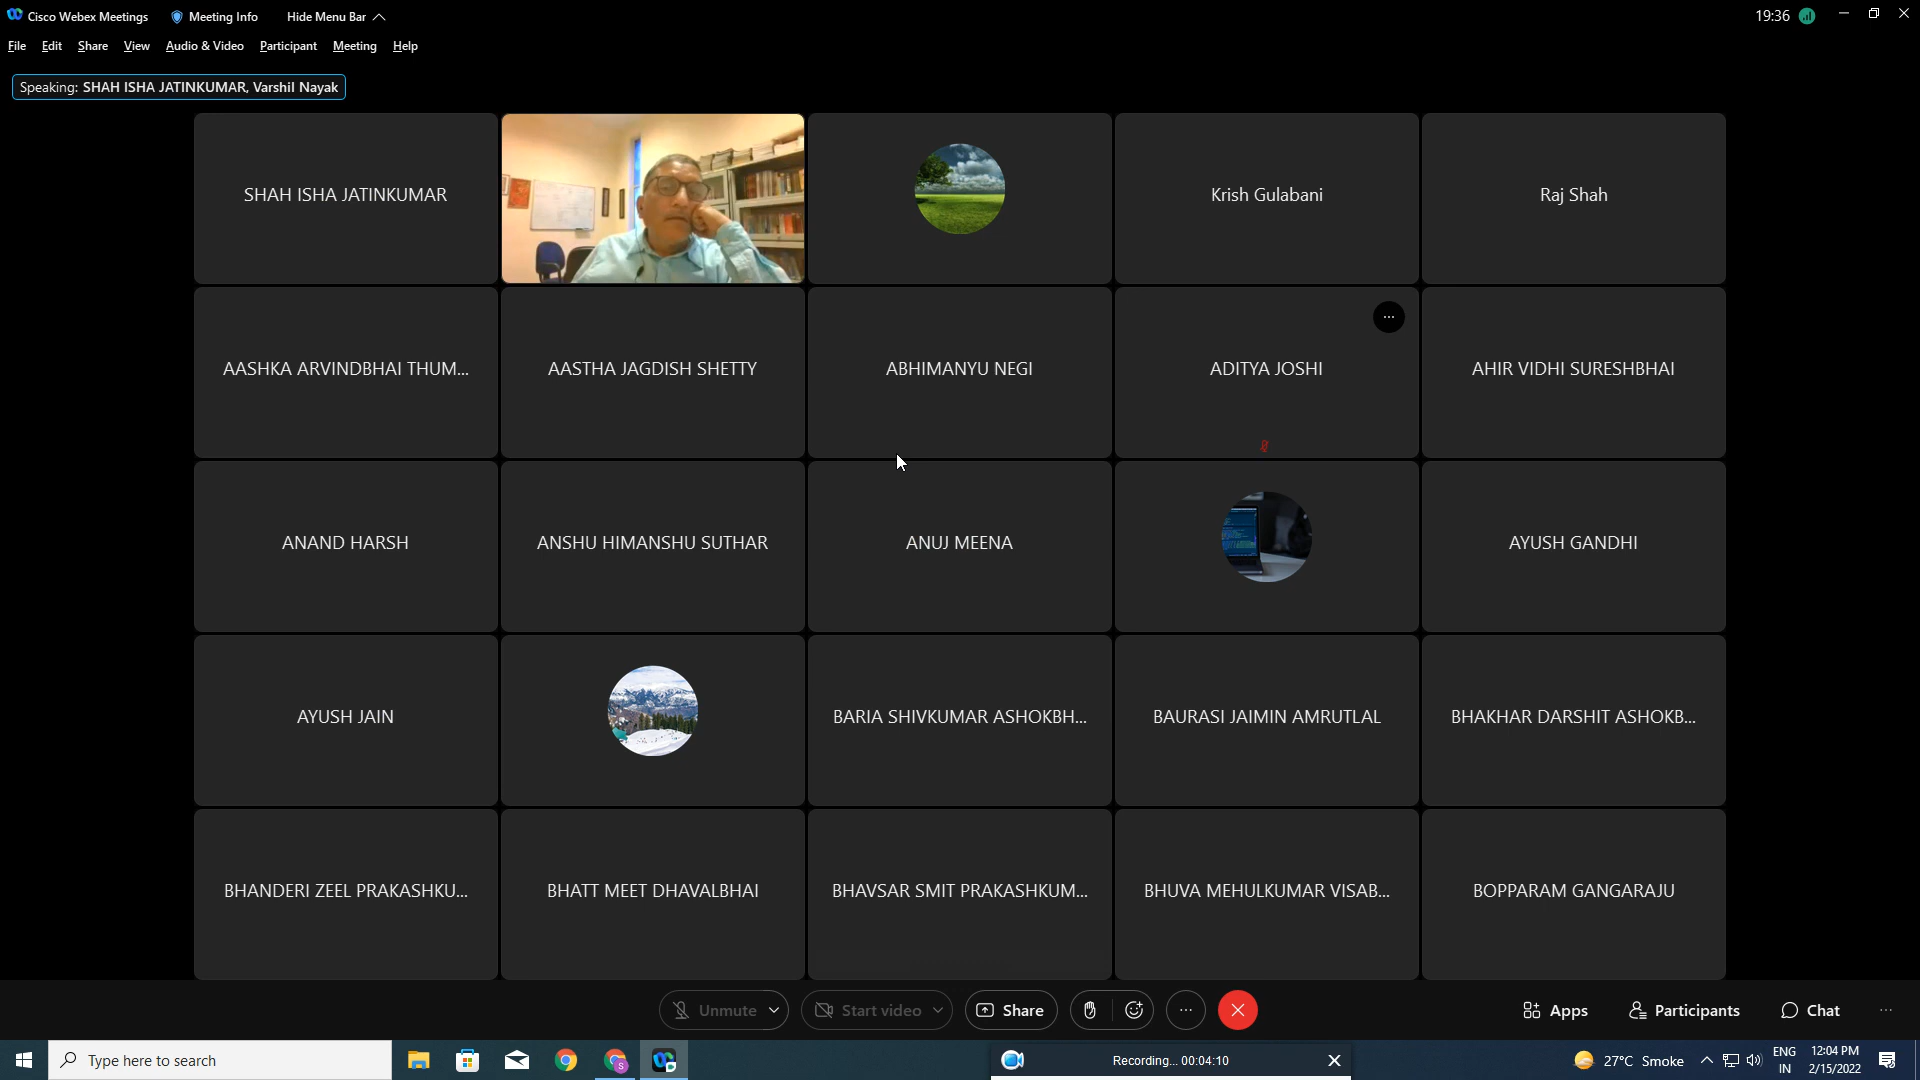 Cisco Webex Meetings
Meeting Info
Hide Menu Bar
19:36
File Edit Share View Audio & Video Participant Meeting Help
Speaking: SHAH ISHA JATINKUMAR, Varshil Nayak
SHAH ISHA JATINKUMAR
Krish Gulabani
Raj Shah
AASHKA ARVINDBHAI THUM...
AASTHA JAGDISH SHETTY
ABHIMANYU NEGI
ADITYA JOSHI
AHIR VIDHI SURESHBHAI
ANAND HARSH
ANSHU HIMANSHU SUTHAR
ANUJ MEENA
AYUSH GANDHI
AYUSH JAIN
BARIA SHIVKUMAR ASHOKBH...
BAURASI JAIMIN AMRUTLAL
BHAKHAR DARSHIT ASHOKB...
BHANDERI ZEEL PRAKASHKU...
BHATT MEET DHAVALBHAI
BHAVSAR SMIT PRAKASHKUM...
BHUVA MEHULKUMAR VISAB...
BOPPARAM GANGARAJU
Unmute
Start video
Share
Apps
Participants
Chat
Type here to search
S
Recording... 00:04:10
27°C Smoke
ENG
IN
12:04 PM
2/15/2022